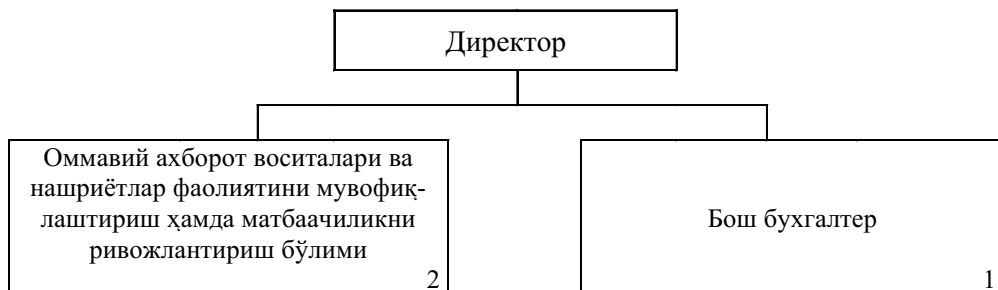 Директор
Оммавий ахборот воситалари ва
нашриётлар фаолиятини мувофиқ-
лаштириш ҳамда матбаачиликни
ривожлантириш бўлими
2
Бош бухгалтер
1